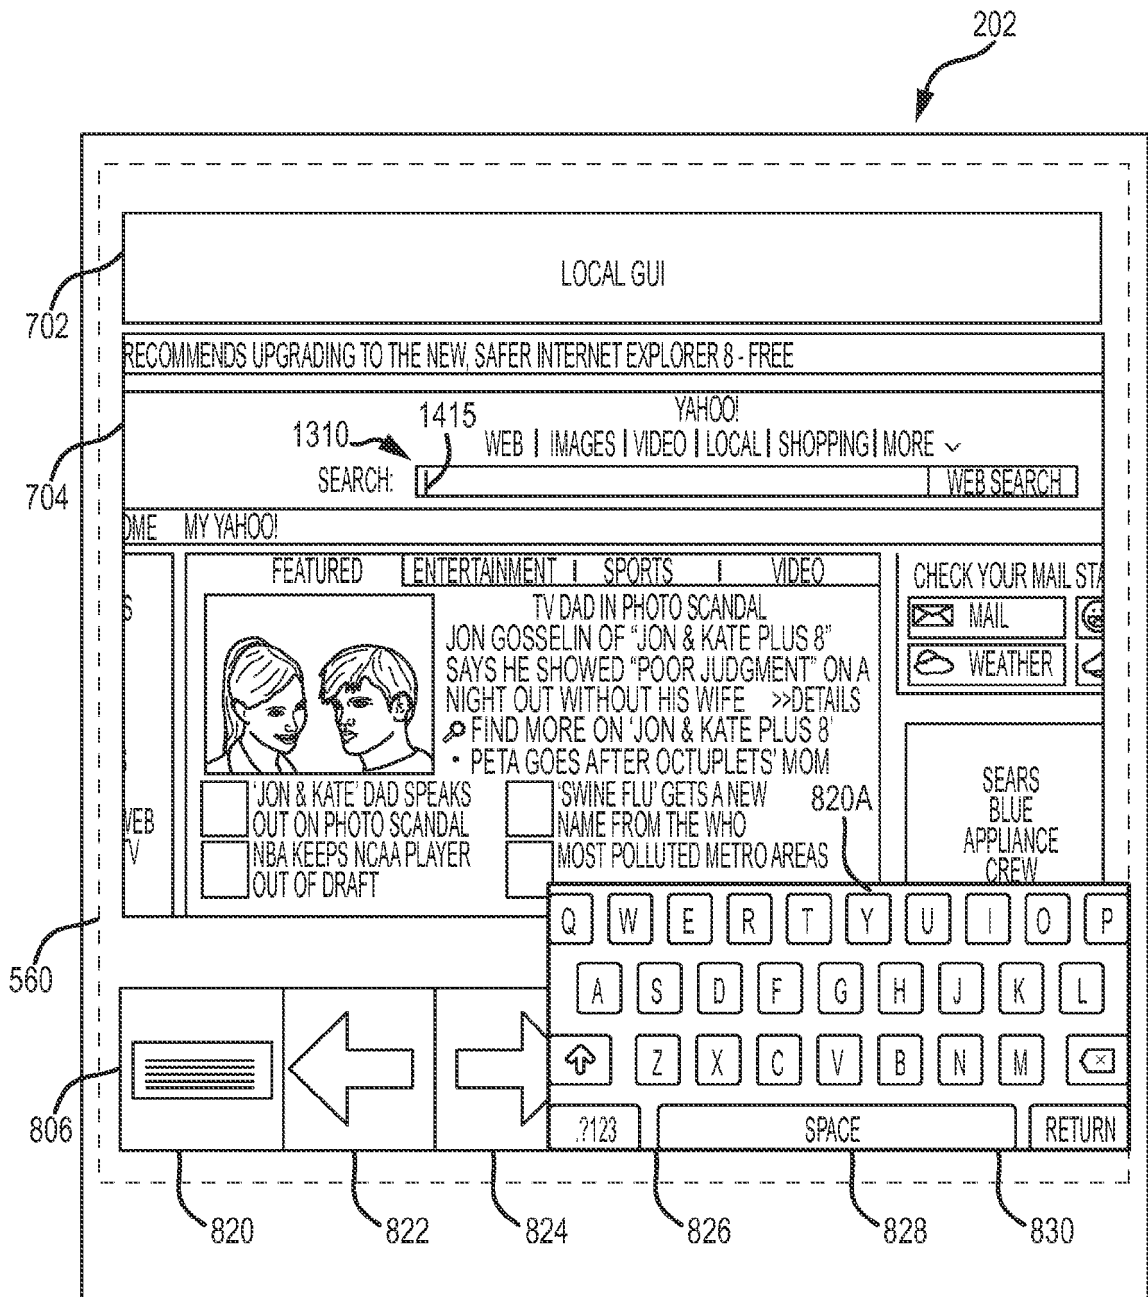 202
LOCAL GUI
702
RECOMMENDS UPGRADING TO THE NEW, SAFER INTERNET EXPLORER 8 - FREE
YAHOO!
1415
1310
WEB | IMAGES | VIDEO | LOCAL | SHOPPING | MORE
SEARCH:
WEB SEARCH
704
OME MY YAHOO!
FEATURED ENTERTAINMENT | SPORTS | VIDEO
CHECK YOUR MAIL STA
MAIL
WEATHER
S
WEB
TV
TV DAD IN PHOTO SCANDAL
JON GOSSELIN OF "JON & KATE PLUS 8"
SAYS HE SHOWED "POOR JUDGMENT" ON A
NIGHT OUT WITHOUT HIS WIFE >>DETAILS
FIND MORE ON 'JON & KATE PLUS 8'
• PETA GOES AFTER OCTUPLETS' MOM
'JON & KATE' DAD SPEAKS
OUT ON PHOTO SCANDAL
NBA KEEPS NCAA PLAYER
OUT OF DRAFT
'SWINE FLU' GETS A NEW
NAME FROM THE WHO
MOST POLLUTED METRO AREAS
820A
SEARS
BLUE
APPLIANCE
CREW
Q W E R T Y U I O P
A S D F G H J K L
Z X C V B N M
.?123 SPACE RETURN
560
806
820 822 824 826 828 830